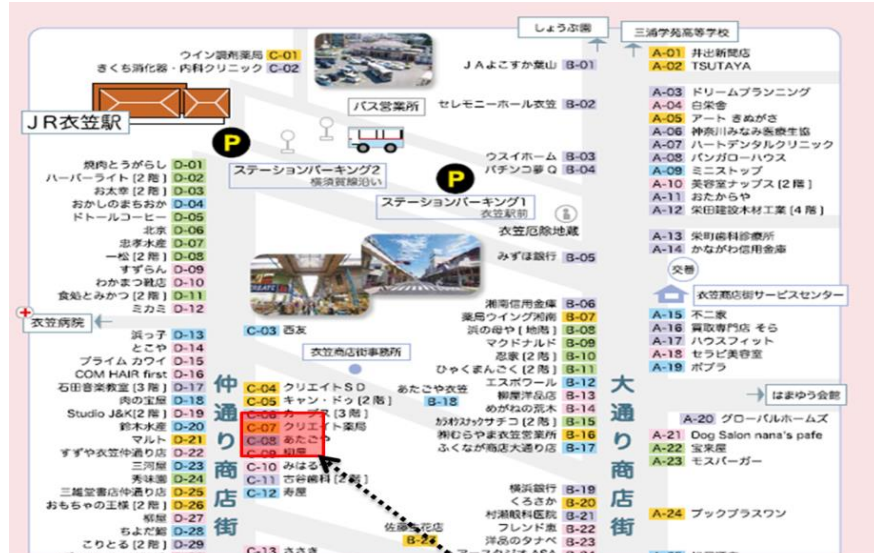 しょうぶ園
三浦学苑高等学校
ウイン調剤薬局 C-01
きくち消化器・内科クリニック C-02
JAよこすか葉山 B-01
A-01 井出新聞店
A-02 TSUTAYA
バス営業所
セレモニーホール衣笠 B-02
A-03 ドリームプランニング
A-04 白栄舎
A-05 アート きぬがさ
A-06 神奈川みなみ医療生協
A-07 ハートデンタルクリニック
A-08 バンガローハウス
A-09 ミニストップ
A-10 美容室ナップス [2階]
A-11 おたからや
A-12 栄田建設木材工業 [4階]
JR衣笠駅
P
ステーションパーキング2
横須賀線沿い
ウスイホーム B-03
パチンコ夢Q B-04
P
ステーションパーキング1
衣笠駅前
衣笠厄除地蔵
A-13 栄町歯科診療所
A-14 かながわ信用金庫
みずほ銀行 B-05
交番
衣笠商店街サービスセンター
焼肉とうがらし D-01
ハーバーライト [2階] D-02
お太幸 [2階] D-03
おかしのまちおか D-04
ドトールコーヒー D-05
北京 D-06
忠孝水産 D-07
一松 [2階] D-08
すずらん D-09
わかまつ靴店 D-10
食処とみかつ [2階] D-11
ミカミ D-12
衣笠病院
浜っ子 D-13
とこや D-14
プライム カワイ D-15
COM HAIR first D-16
石田音楽教室 [3階] D-17
肉の宝屋 D-18
Studio J&K [2階] D-19
鈴木水産 D-20
マルト D-21
すずや衣笠仲通り店 D-22
三河屋 D-23
秀味園 D-24
三雄堂書店仲通り店 D-25
おもちゃの王様 [2階] D-26
柳屋 D-27
ちよだ鮨 D-28
こりとる [2階] D-29
仲通り商店街
C-03 西友
衣笠商店街事務所
C-04 クリエイトSD
C-05 キャン・ドゥ [2階]
C-06 カーブス [3階]
C-07 クリエイト薬局
C-08 あたごや
C-09 柳屋
C-10 みはる
C-11 古谷歯科 [2階]
C-12 寿屋
C-13 ささき
湘南信用金庫 B-06
薬局ウイング湘南 B-07
浜の母や [地階] B-08
マクドナルド B-09
忍家 [2階] B-10
ひゃくまんごく [2階] B-11
エスポワール B-12
柳屋洋品店 B-13
めがねの荒木 B-14
カラオケスナックサチコ [2階] B-15
㈱むらやま衣笠営業所 B-16
ふくなが商店大通り店 B-17
あたごや衣笠
B-18
横浜銀行 B-19
くろさか B-20
村瀬眼科医院 B-21
フレンド恵 B-22
洋品のタナベ B-23
大通り商店街
A-15 不二家
A-16 買取専門店 そら
A-17 ハウスフィット
A-18 セラビ美容室
A-19 ポプラ
はまゆう会館
A-20 グローバルホームズ
A-21 Dog Salon nana's pafe
A-22 宝来屋
A-23 モスバーガー
A-24 ブックプラスワン